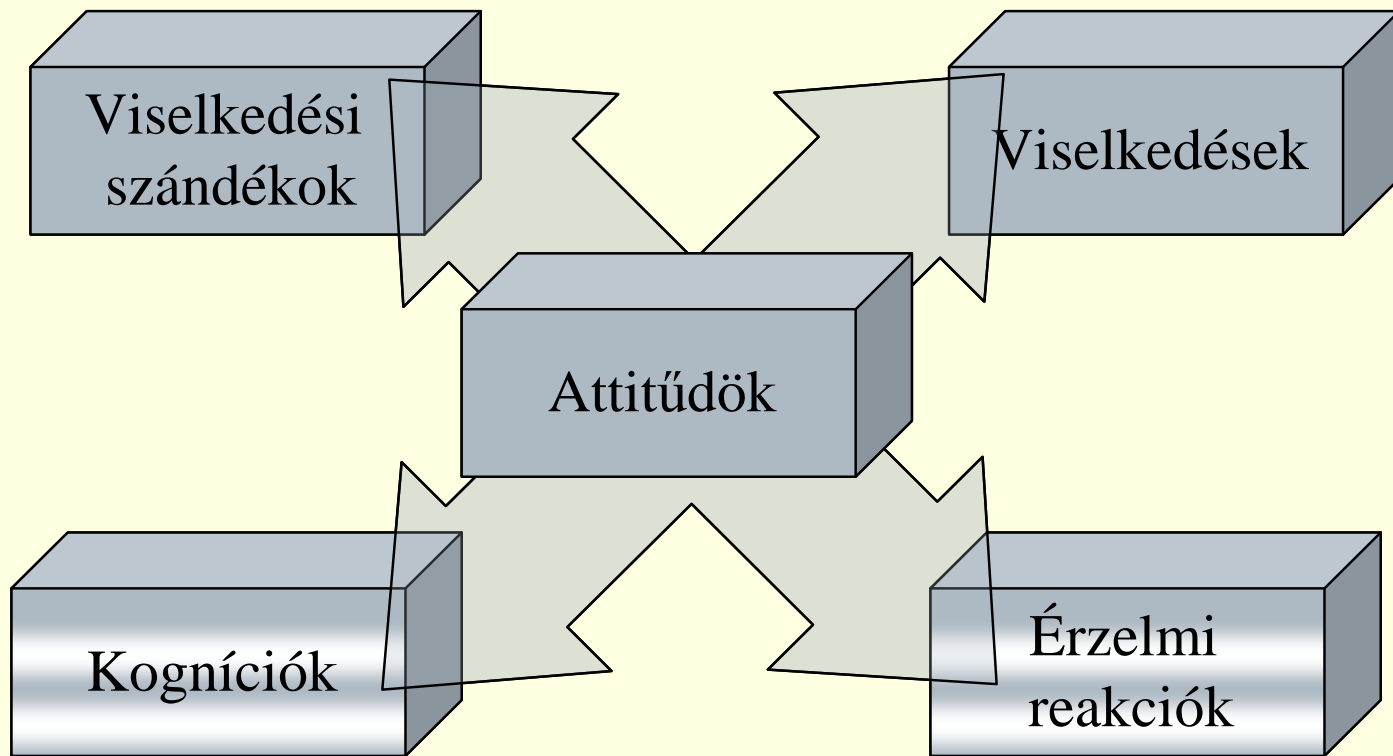 Viselkedési
szándékok
Viselkedések
Attitűdök
Kogníciók
Érzelmi
reakciók